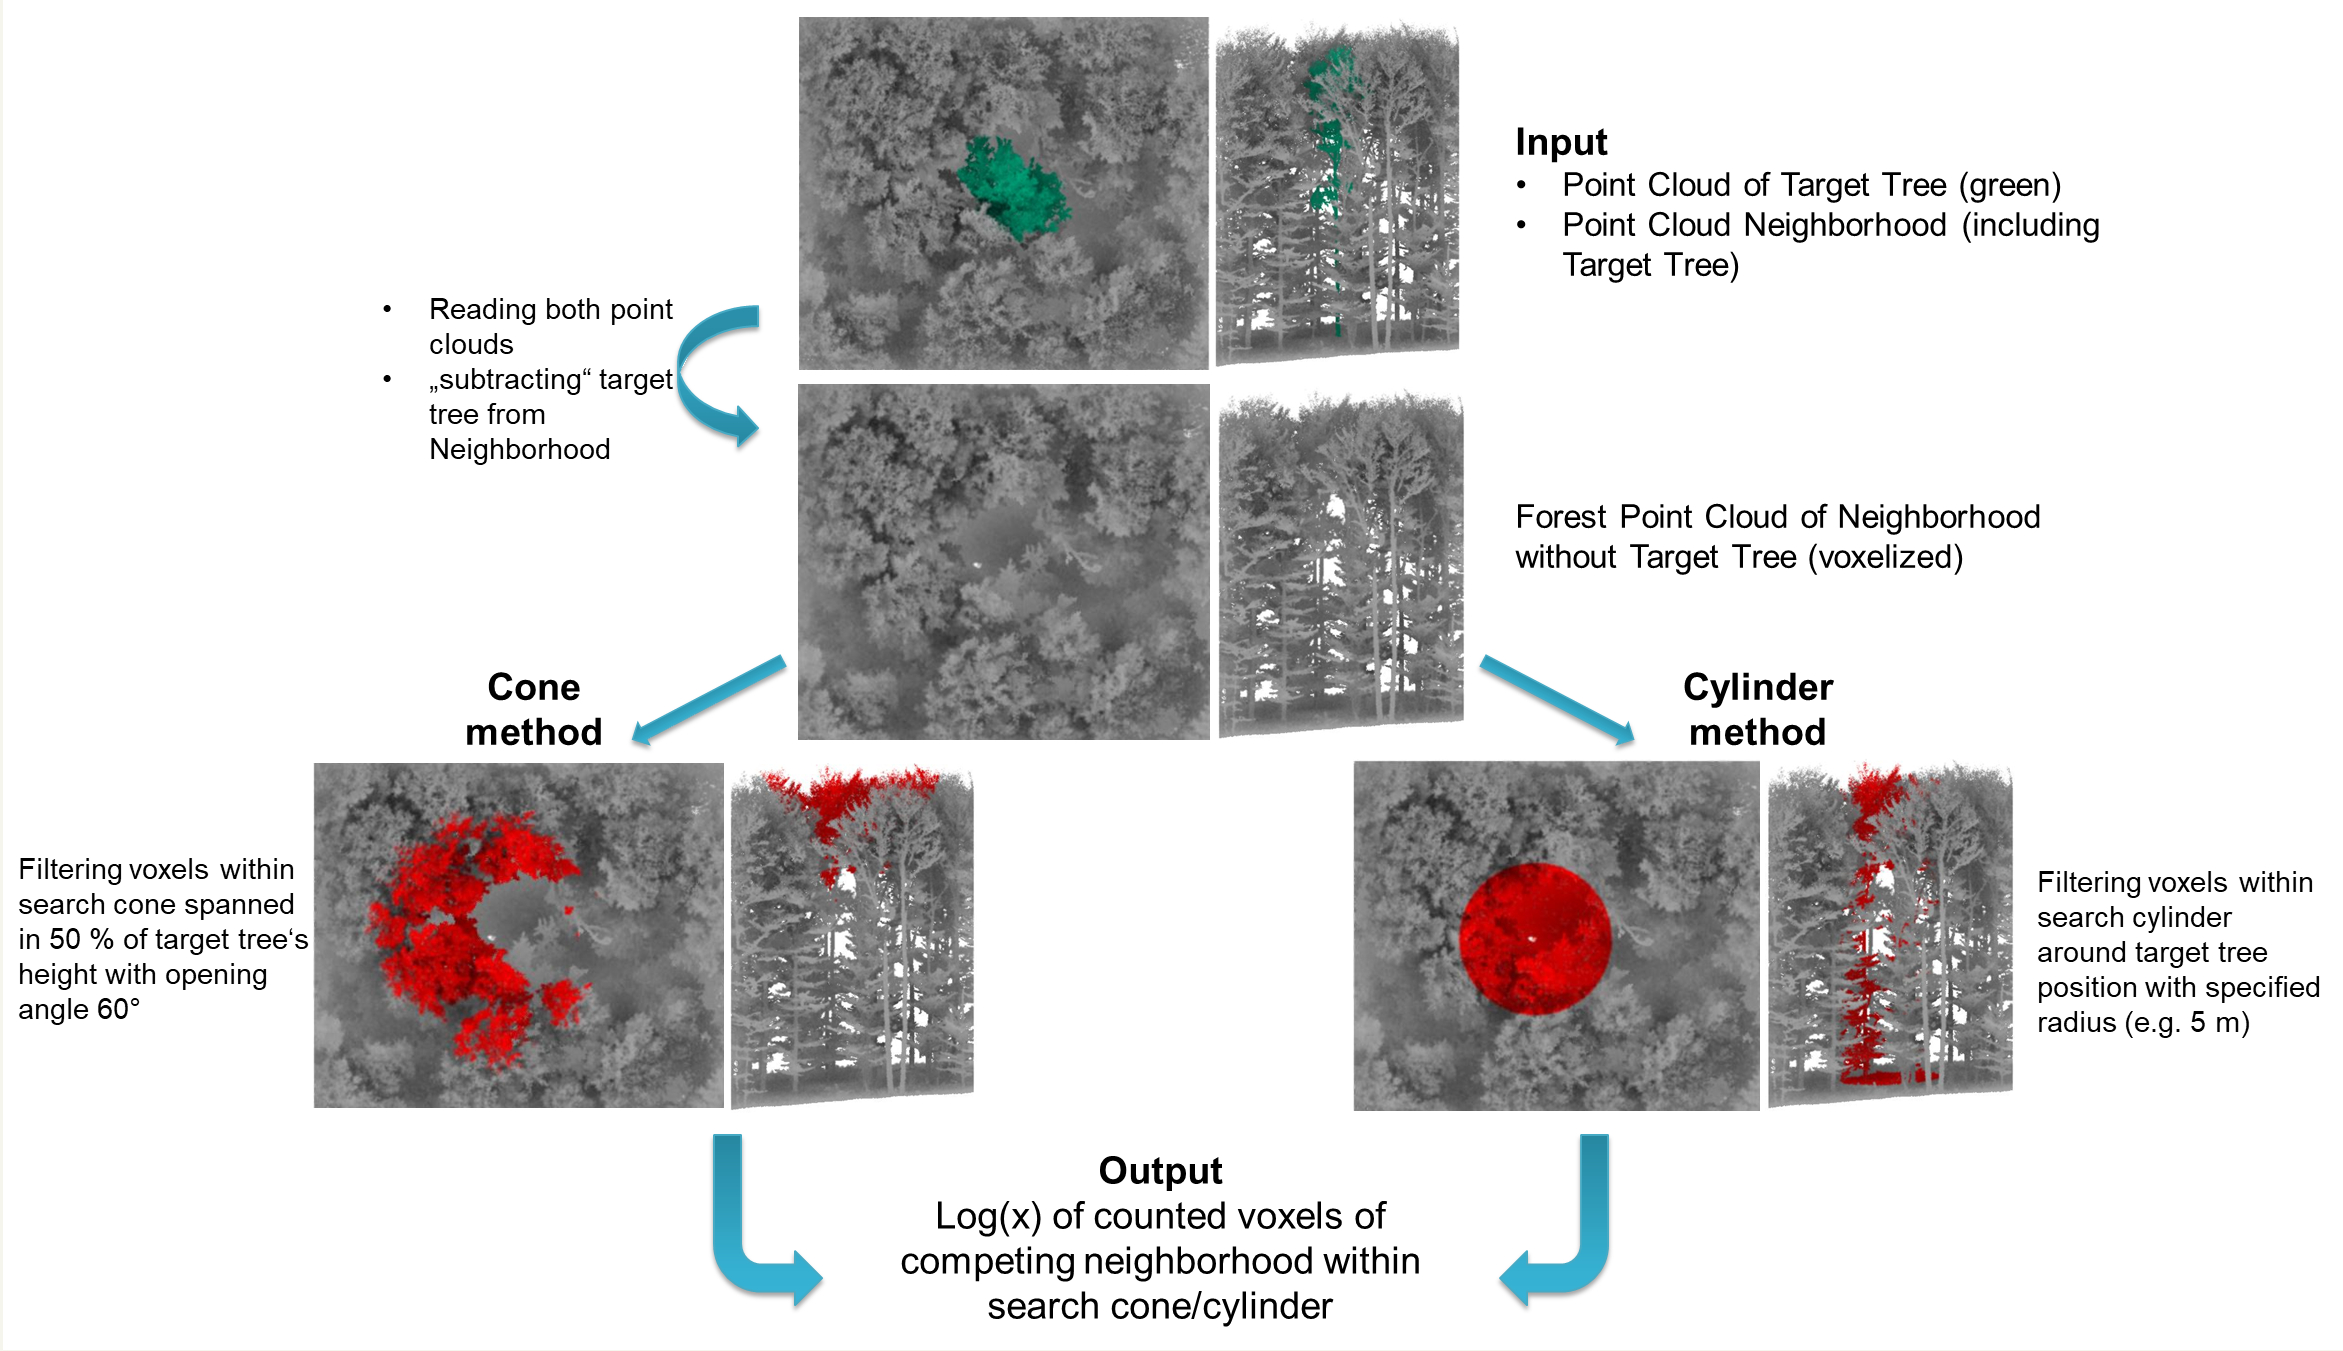 Input
• Point Cloud of Target Tree (green)
• Point Cloud Neighborhood (including
Target Tree)
• Reading both point
clouds
• „subtracting“ target
tree from
Neighborhood
Forest Point Cloud of Neighborhood
without Target Tree (voxelized)
Cone
method
Cylinder
method
Filtering voxels within
search cone spanned
in 50 % of target tree‘s
height with opening
angle 60°
Filtering voxels within
search cylinder
around target tree
position with specified
radius (e.g. 5 m)
Output
Log(x) of counted voxels of
competing neighborhood within
search cone/cylinder